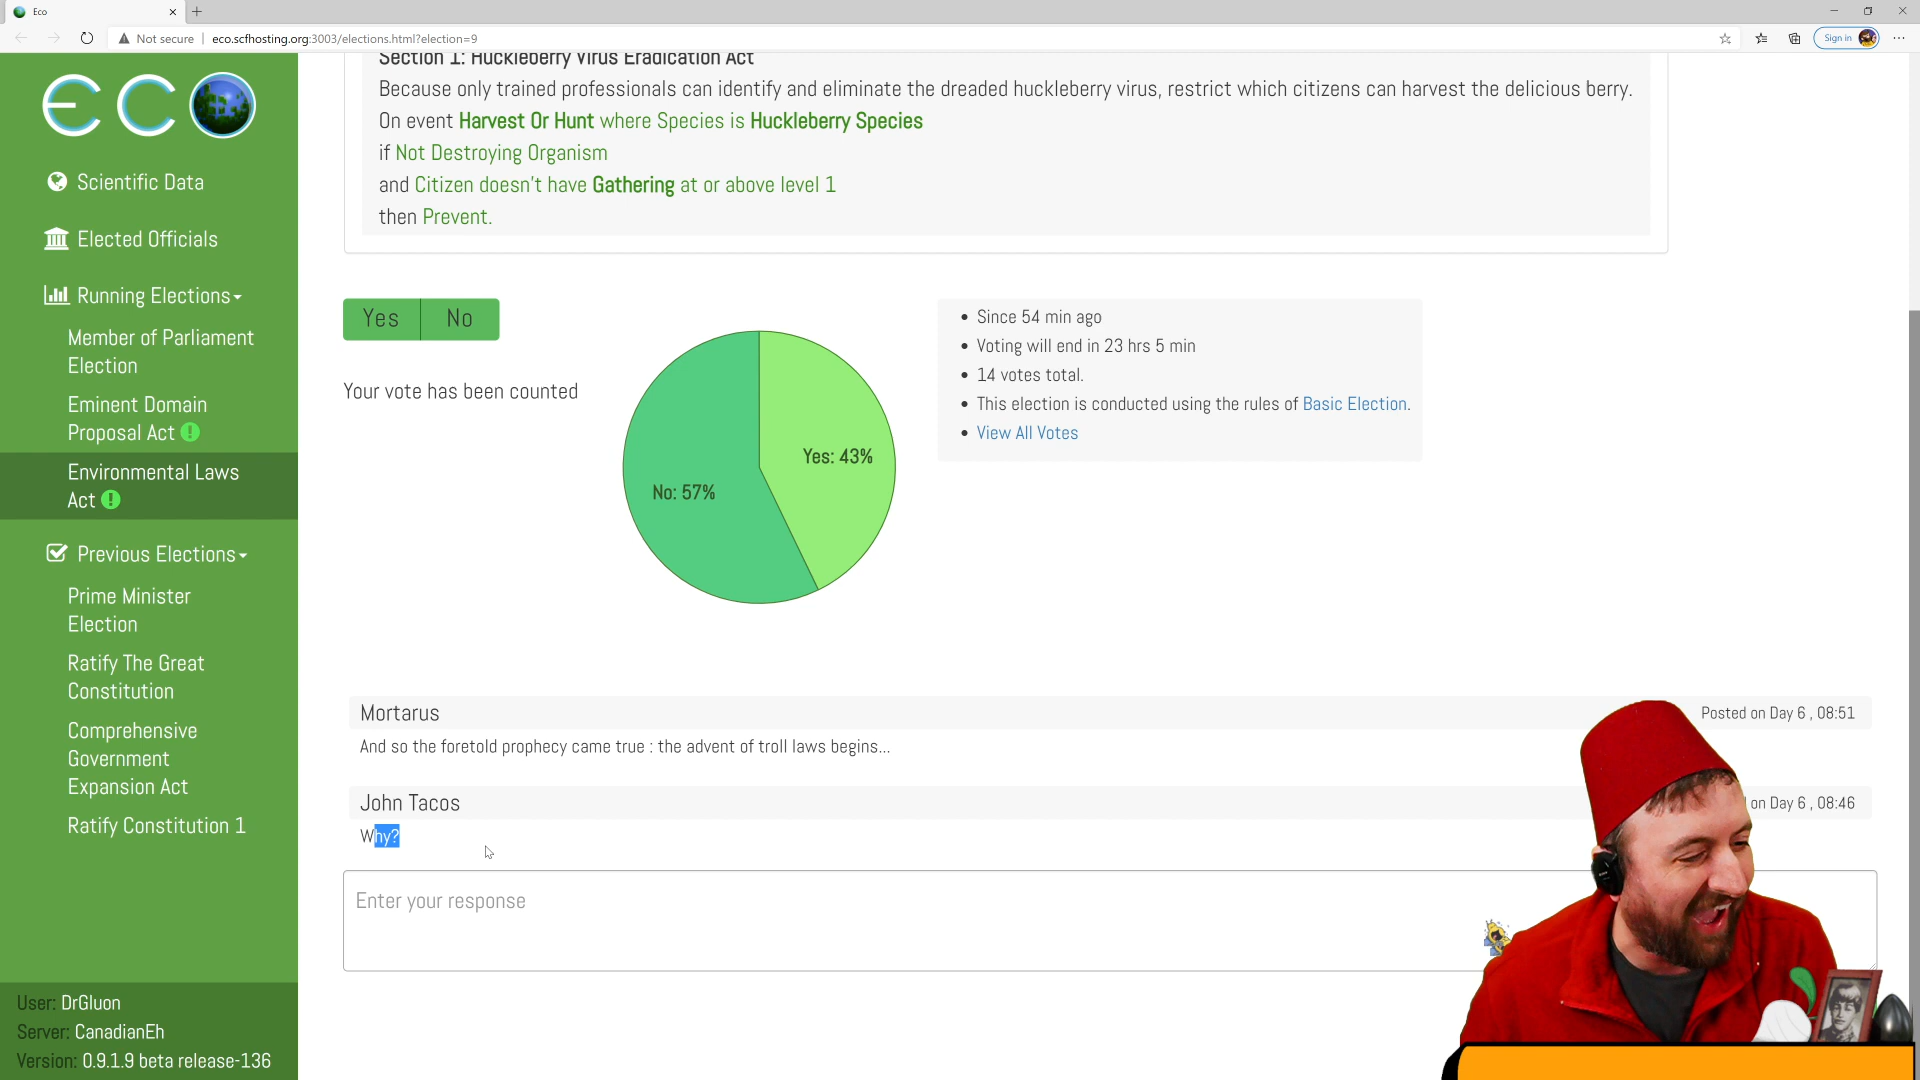 Eco
Not secure
eco.scfhosting.org:3003/elections.html?election=9
Sign in
ECO
Scientific Data
Elected Officials
Running Elections
Member of Parliament
Election
Eminent Domain
Proposal Act
Environmental Laws
Act
Previous Elections
Prime Minister
Election
Ratify The Great
Constitution
Comprehensive
Government
Expansion Act
Ratify Constitution 1
User: DrGluon
Server: CanadianEh
Version: 0.9.1.9 beta release-136
Section 1: Huckleberry Virus Eradication Act
Because only trained professionals can identify and eliminate the dreaded huckleberry virus, restrict which citizens can harvest the delicious berry.
On event Harvest Or Hunt where Species is Huckleberry Species
if Not Destroying Organism
and Citizen doesn't have Gathering at or above level 1
then Prevent.
Yes No
Your vote has been counted
Yes: 43%
No: 57%
Since 54 min ago
Voting will end in 23 hrs 5 min
14 votes total.
This election is conducted using the rules of Basic Election.
View All Votes
Mortarus Posted on Day 6 , 08:51
And so the foretold prophecy came true : the advent of troll laws begins...
John Tacos on Day 6 , 08:46
Why?
Enter your response